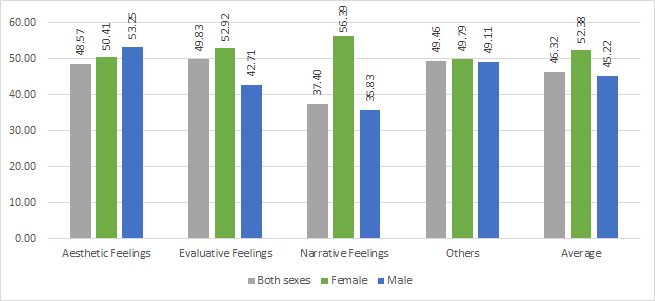 60.00
50.00
40.00
30.00
20.00
10.00
0.00
48.57 50.41 53.25 49.83 52.92 42.71 37.40 56.39 35.83 49.46 49.79 49.11 46.32 52.38 45.22
Aesthetic Feelings Evaluative Feelings Narrative Feelings Others Average
Both sexes Female Male